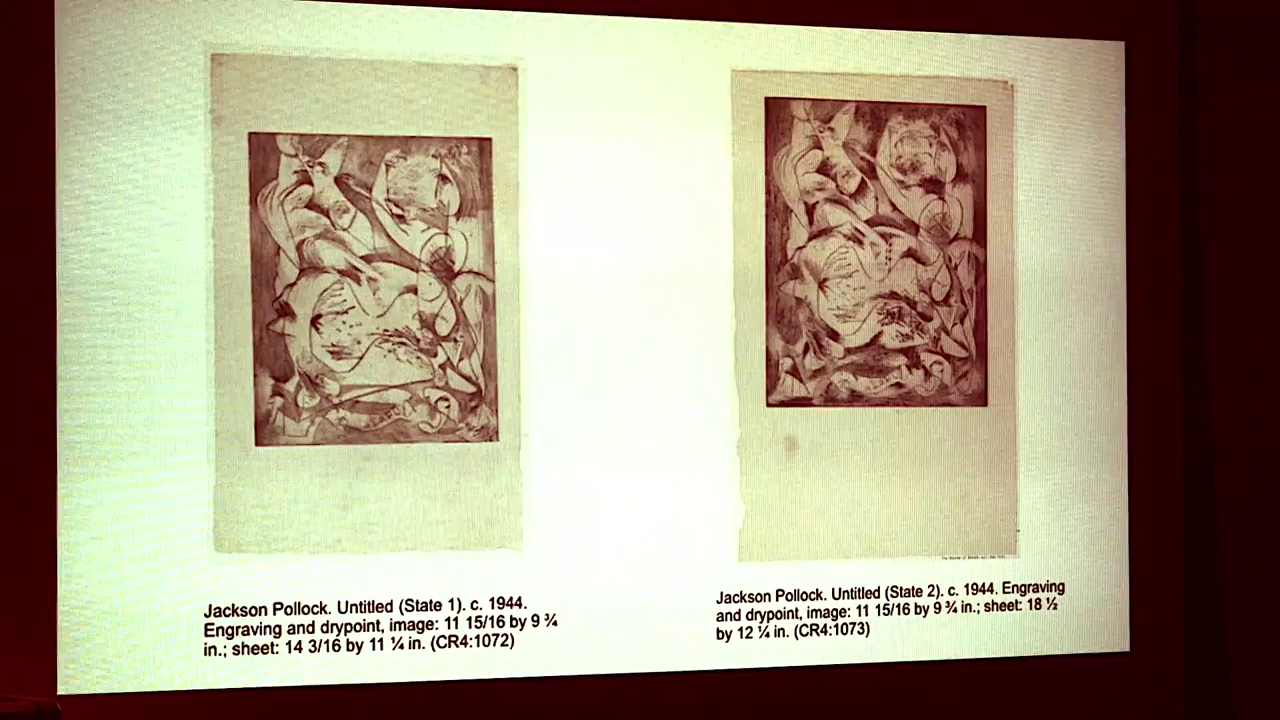 Jackson Pollock. Untitled (State 1). c. 1944.
Engraving and drypoint, image: 11 15/16 by 9 ¾
in.; sheet: 14 3/16 by 11 ¼ in. (CR4:1072)
Jackson Pollock. Untitled (State 2). c. 1944. Engraving
and drypoint, image: 11 15/16 by 9 ¾ in.; sheet: 18 ½
by 12 ¼ in. (CR4:1073)